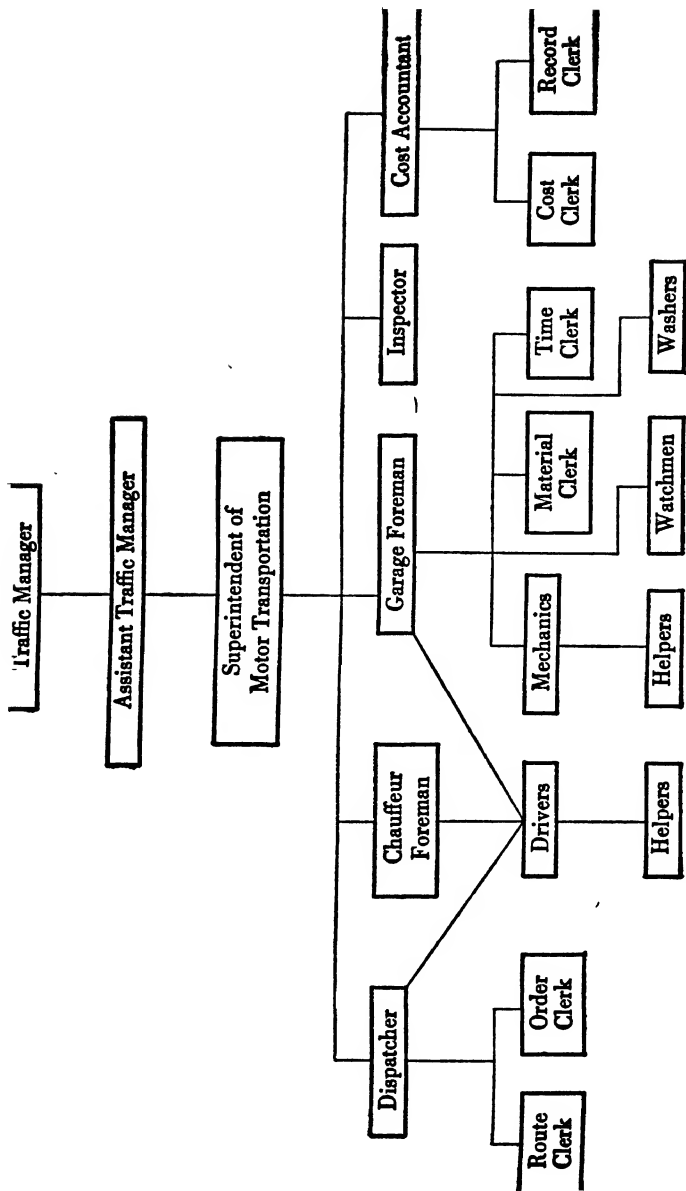 Traffic Manager
Assistant Traffic Manager
Superintendent of
Motor Transportation
Dispatcher
Chauffeur
Foreman
Garage Foreman
Inspector
Cost Accountant
Route
Clerk
Order
Clerk
Drivers
Mechanics
Material
Clerk
Time
Clerk
Cost
Clerk
Record
Clerk
Helpers
Helpers
Watchmen
Washers